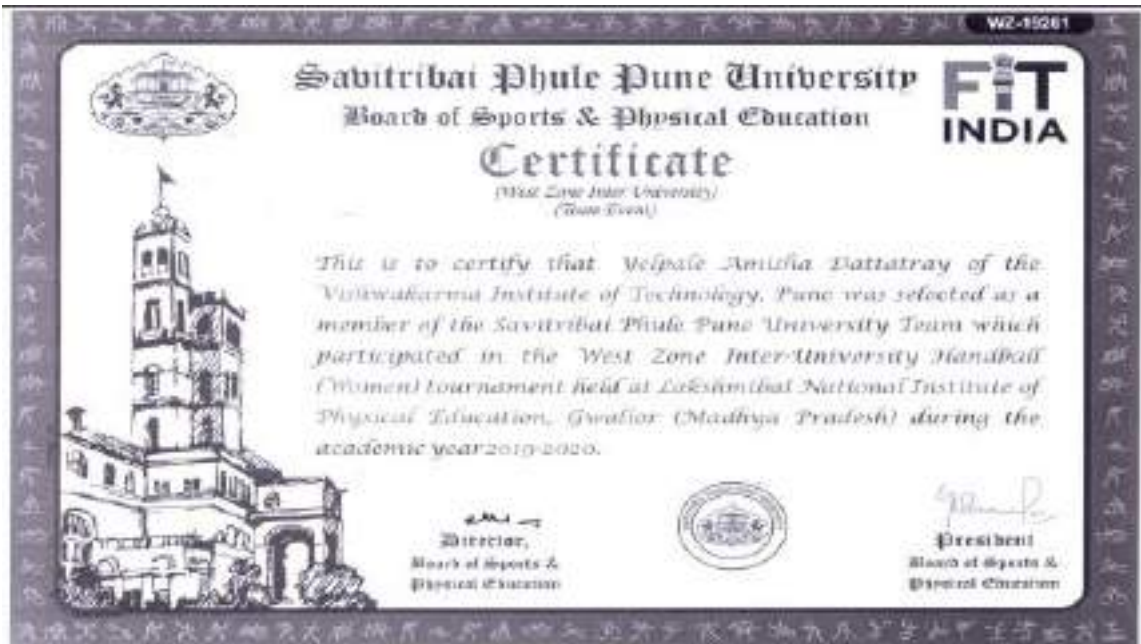 WZ-19261
Savitribai Phule Pune University
Board of Sports & Physical Education
FIT
INDIA
Certificate
(West Zone Inter University)
(Team Event)
This is to certify that Yelpale Amisha Dattatray of the
Vishwakarma Institute of Technology, Pune was selected as a
member of the Savitribai Phule Pune University Team which
participated in the West Zone Inter-University Handball
(Women) tournament held at Lakshmibai National Institute of
Physical Education, Gwalior (Madhya Pradesh) during the
academic year 2019-2020.
Director,
Board of Sports &
Physical Education
President
Board of Sports &
Physical Education